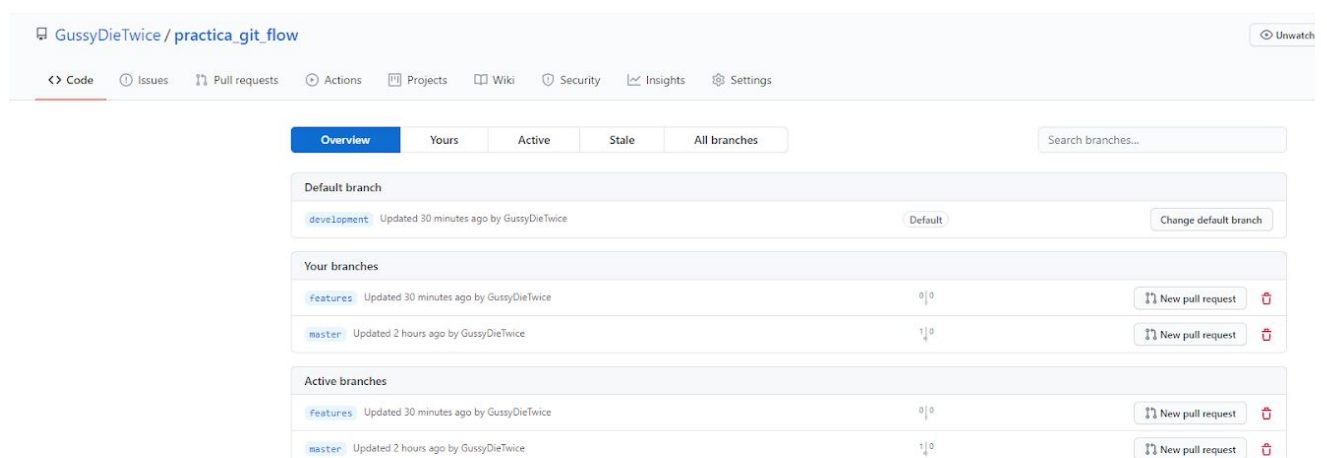 GussyDieTwice / practica_git_flow
Unwatch
Code Issues Pull requests Actions Projects Wiki Security Insights Settings
Overview Yours Active Stale All branches Search branches...
Default branch
development Updated 30 minutes ago by GussyDieTwice Default Change default branch
Your branches
features Updated 30 minutes ago by GussyDieTwice 0 0 New pull request
master Updated 2 hours ago by GussyDieTwice 1 0 New pull request
Active branches
features Updated 30 minutes ago by GussyDieTwice 0 0 New pull request
master Updated 2 hours ago by GussyDieTwice 1 0 New pull request